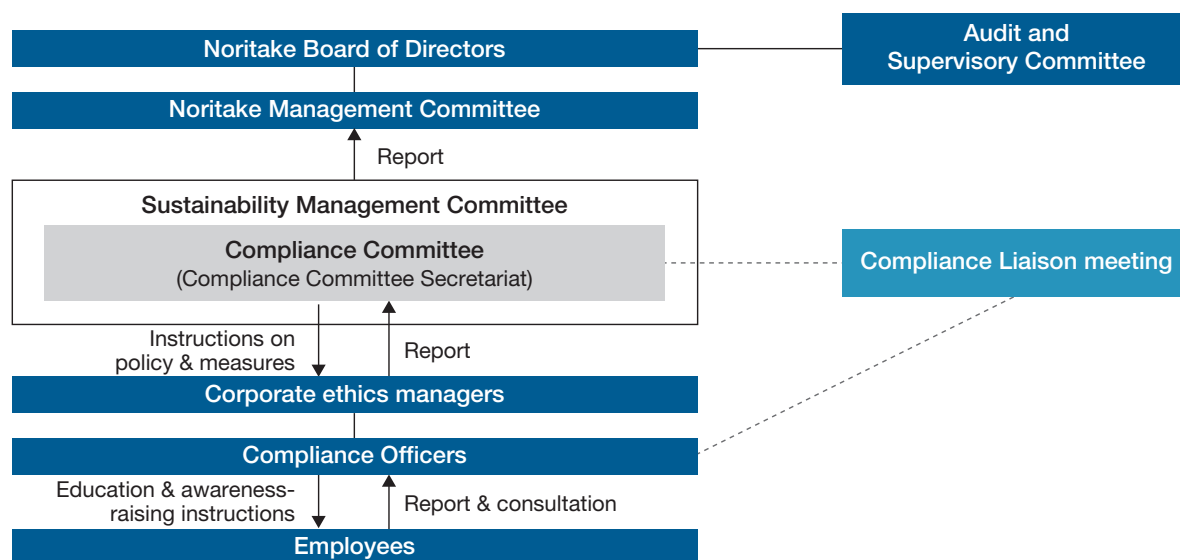 Noritake Board of Directors
Audit and
Supervisory Committee
Noritake Management Committee
Report
Sustainability Management Committee
Compliance Committee
(Compliance Committee Secretariat)
Compliance Liaison meeting
Instructions on
policy & measures
Report
Corporate ethics managers
Compliance Officers
Education & awareness-
raising instructions
Report & consultation
Employees